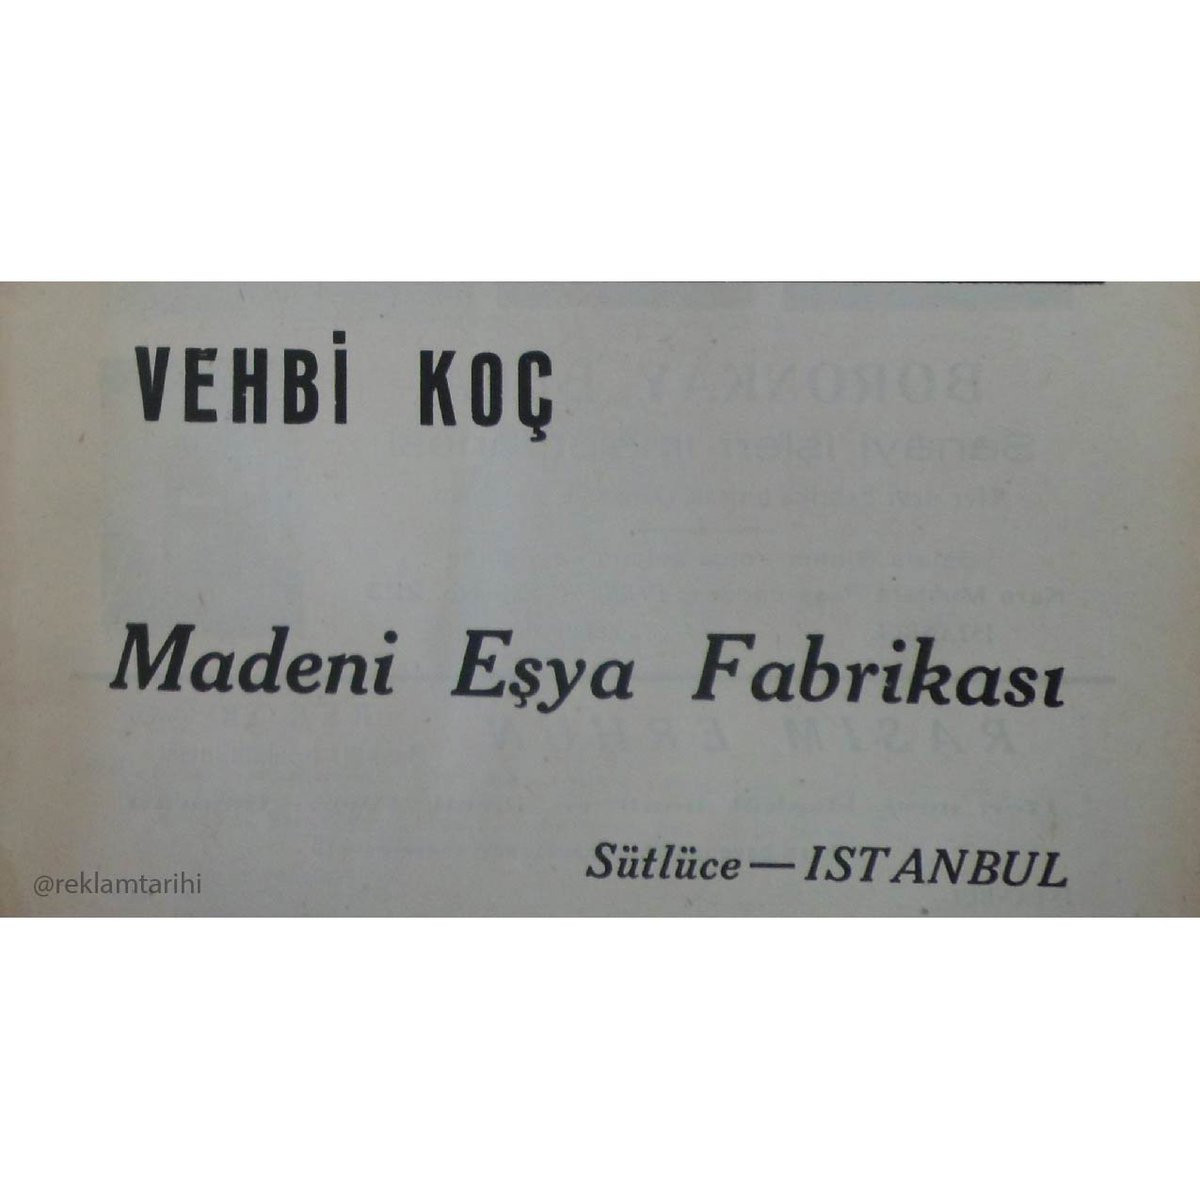 VEHBİ KOÇ
Madeni Eşya Fabrikası
Sütlüce — ISTANBUL
@reklamtarihi